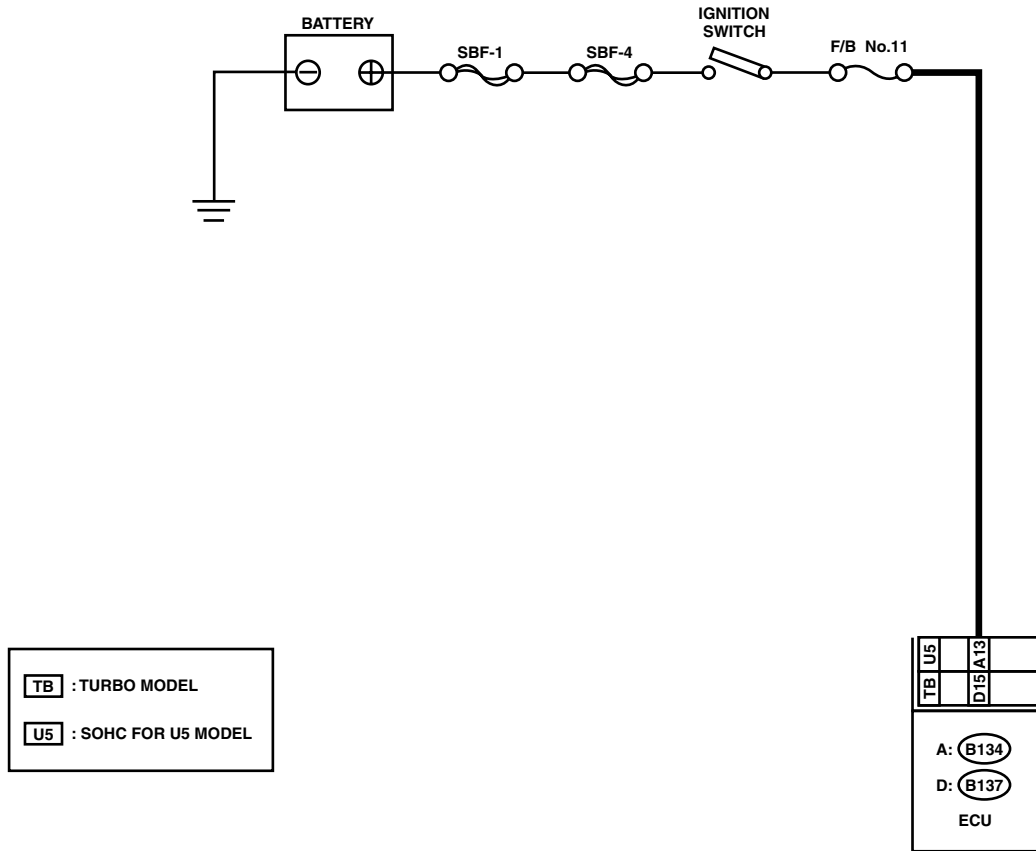 BATTERY
SBF-1
SBF-4
IGNITION
SWITCH
F/B No.11
TB : TURBO MODEL
U5 : SOHC FOR U5 MODEL
U5 A13
TB D15
A: B134
D: B137
ECU